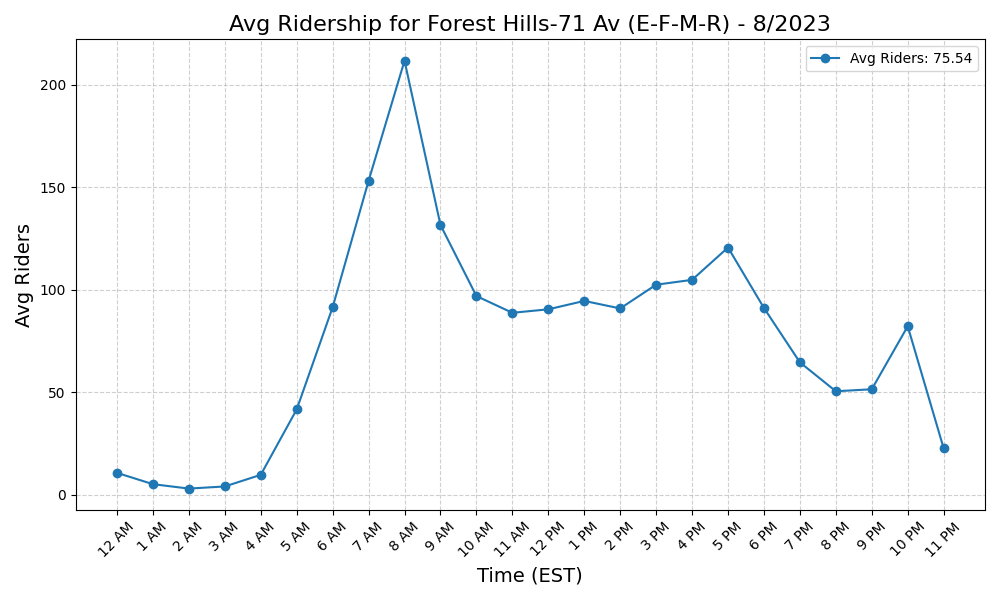 Avg Ridership for Forest Hills-71 Av (E-F-M-R) - 8/2023
Avg Riders: 75.54
Avg Riders
200
150
100
50
0
12 AM
1 AM
2 AM
3 AM
4 AM
5 AM
6 AM
7 AM
8 AM
9 AM
10 AM
11 AM
12 PM
1 PM
2 PM
3 PM
4 PM
5 PM
6 PM
7 PM
8 PM
9 PM
10 PM
11 PM
Time (EST)